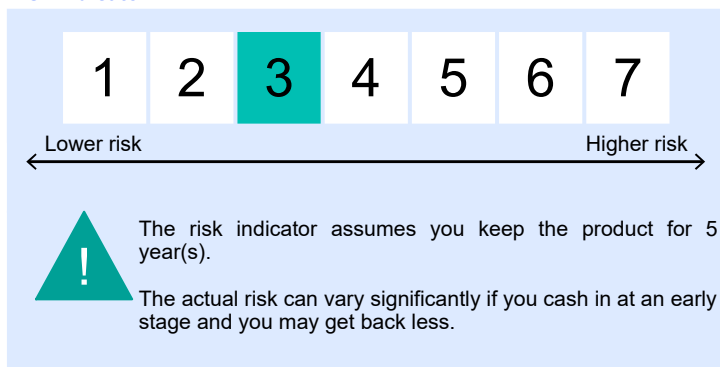 1 2 3 4 5 6 7
Lower risk Higher risk
The risk indicator assumes you keep the product for 5
year(s).
!
The actual risk can vary significantly if you cash in at an early
stage and you may get back less.